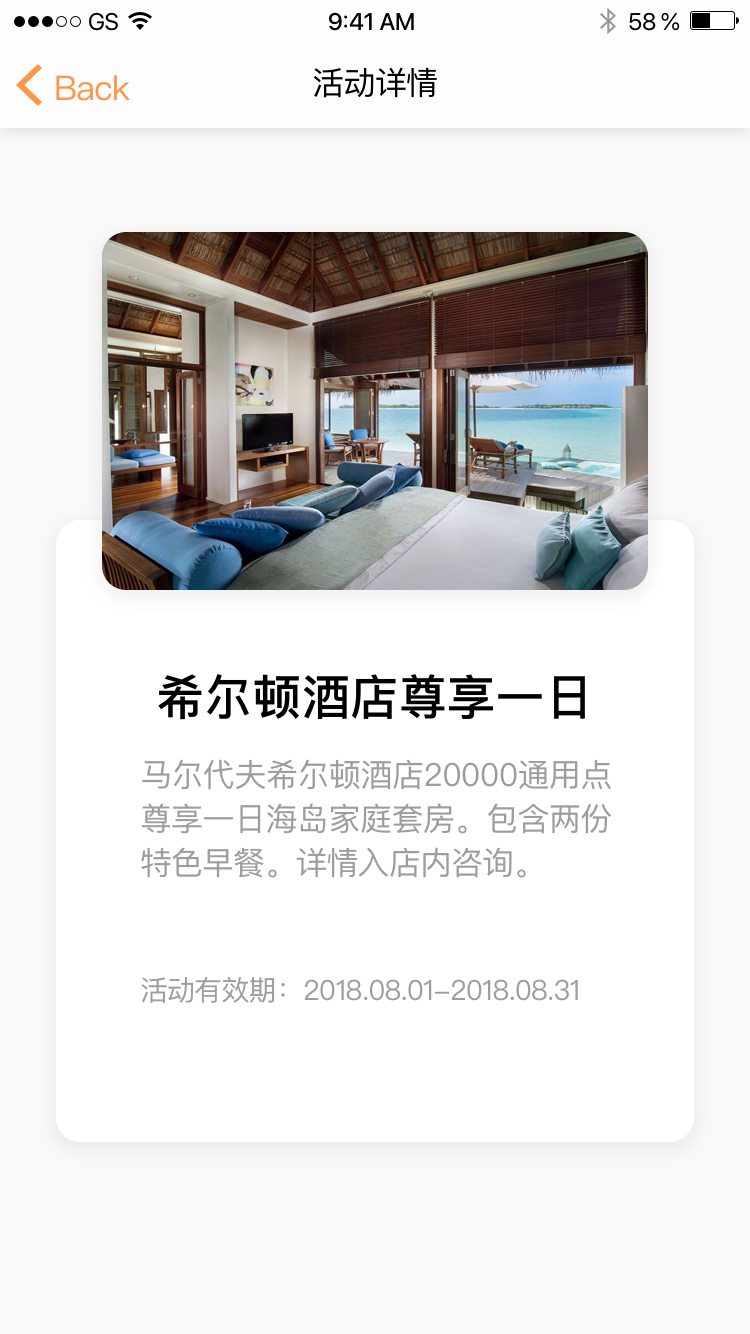 GS 9:41 AM 58 %
Back 活动详情
希尔顿酒店尊享一日
马尔代夫希尔顿酒店20000通用点
尊享一日海岛家庭套房。包含两份
特色早餐。详情入店内咨询。
活动有效期：2018.08.01–2018.08.31